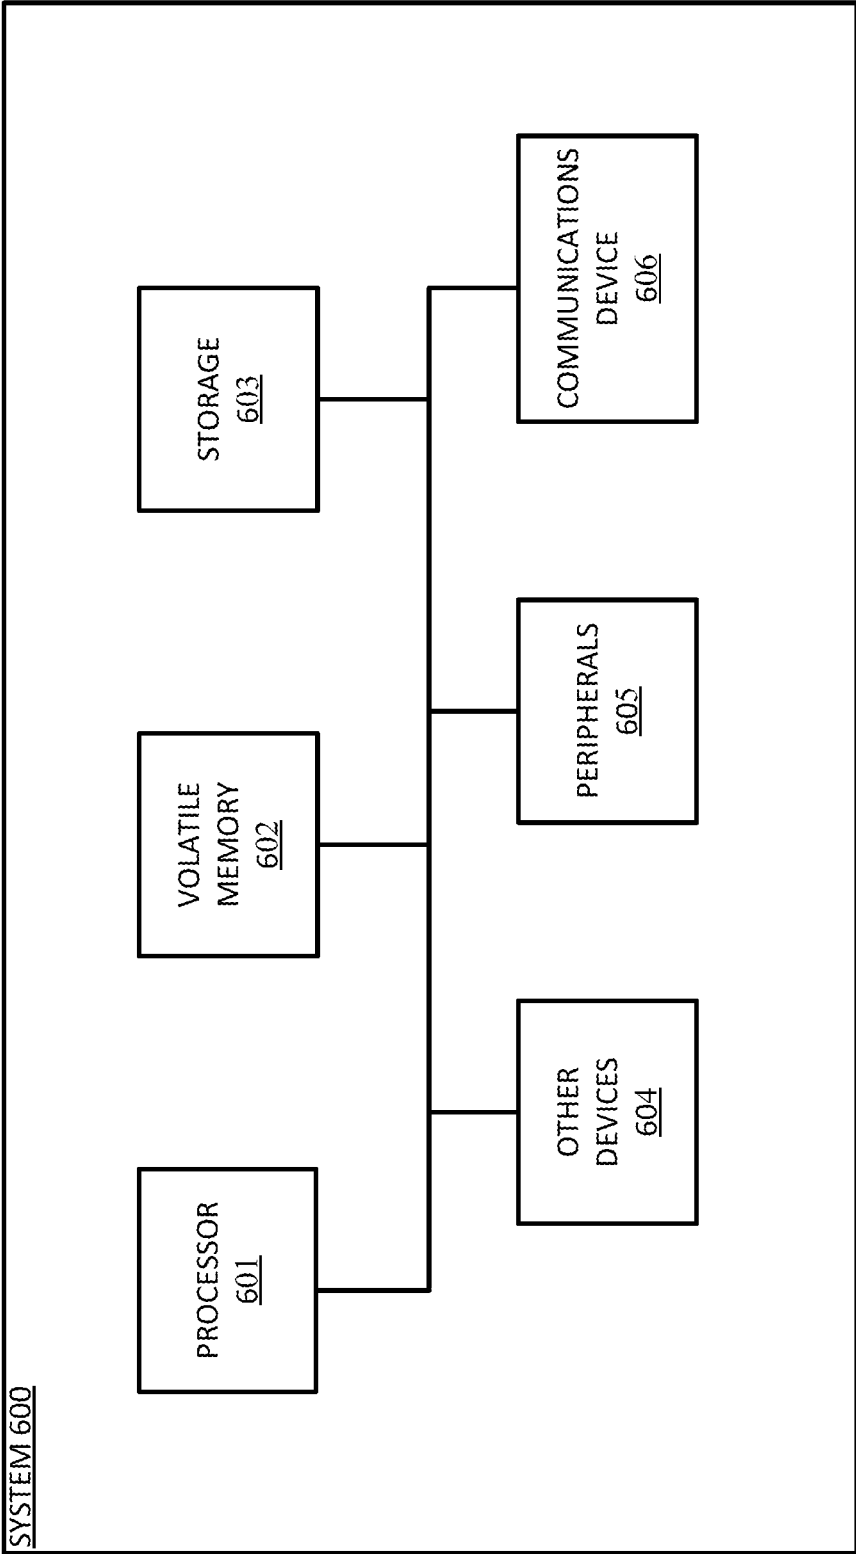 SYSTEM 600
PROCESSOR
601
VOLATILE
MEMORY
602
STORAGE
603
OTHER
DEVICES
604
PERIPHERALS
605
COMMUNICATIONS
DEVICE
606